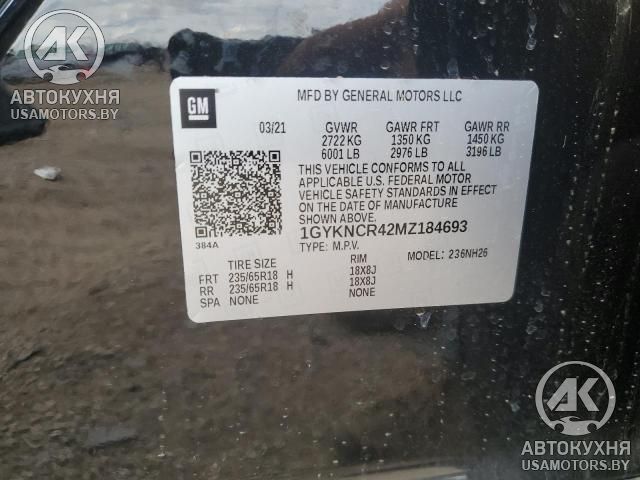 AK
АВТОКУХНЯ
USAMOTORS.BY
GM
MFD BY GENERAL MOTORS LLC
03/21 GVWR GAWR FRT GAWR RR
2722 KG 1350 KG 1450 KG
6001 LB 2976 LB 3196 LB
THIS VEHICLE CONFORMS TO ALL
APPLICABLE U.S. FEDERAL MOTOR
VEHICLE SAFETY STANDARDS IN EFFECT
ON THE DATE OF MANUFACTURE
SHOWN ABOVE.
1GYKNCR42MZ184693
384A
TYPE: M.P.V. MODEL: 236NH26
TIRE SIZE RIM
FRT 235/65R18 H 18X8J
RR 235/65R18 H 18X8J
SPA NONE NONE
AK
АВТОКУХНЯ
USAMOTORS.BY